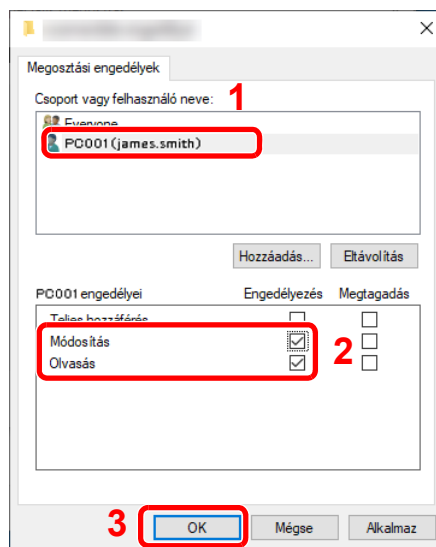 Megosztási engedélyek
Csoport vagy felhasználó neve: 1
Everyone
PC001(james.smith)
Hozzáadás... Eltávolítás
PC001 engedélyei Engedélyezés Megtagadás
Teljes hozzáférés
Módosítás
Olvasás
2
3 OK Mégse Alkalmaz